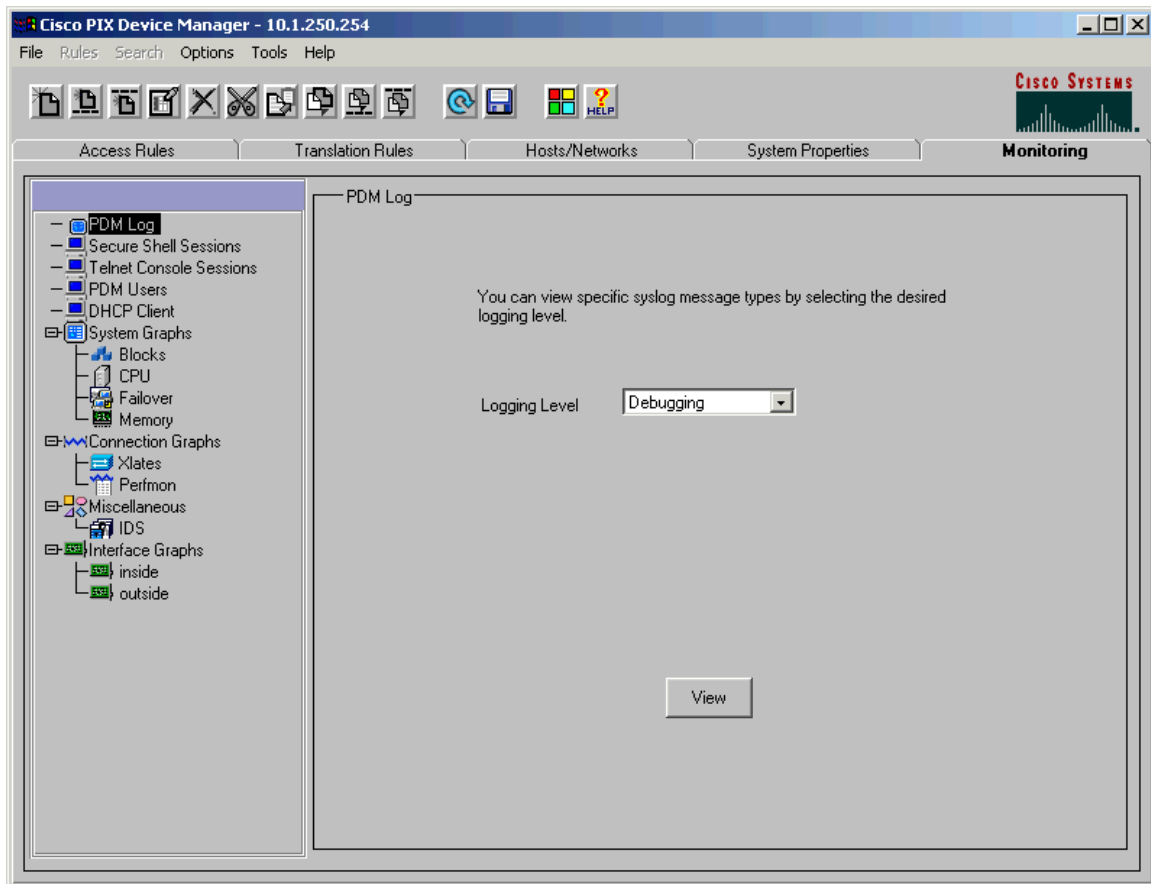 Cisco PIX Device Manager - 10.1.250.254
File Rules Search Options Tools Help
HELP
CISCO SYSTEMS
Access Rules Translation Rules Hosts/Networks System Properties Monitoring
PDM Log
Secure Shell Sessions
Telnet Console Sessions
PDM Users
DHCP Client
System Graphs
Blocks
CPU
Failover
Memory
Connection Graphs
Xlates
Perfmon
Miscellaneous
IDS
Interface Graphs
inside
outside
PDM Log
You can view specific syslog message types by selecting the desired
logging level.
Logging Level Debugging
View